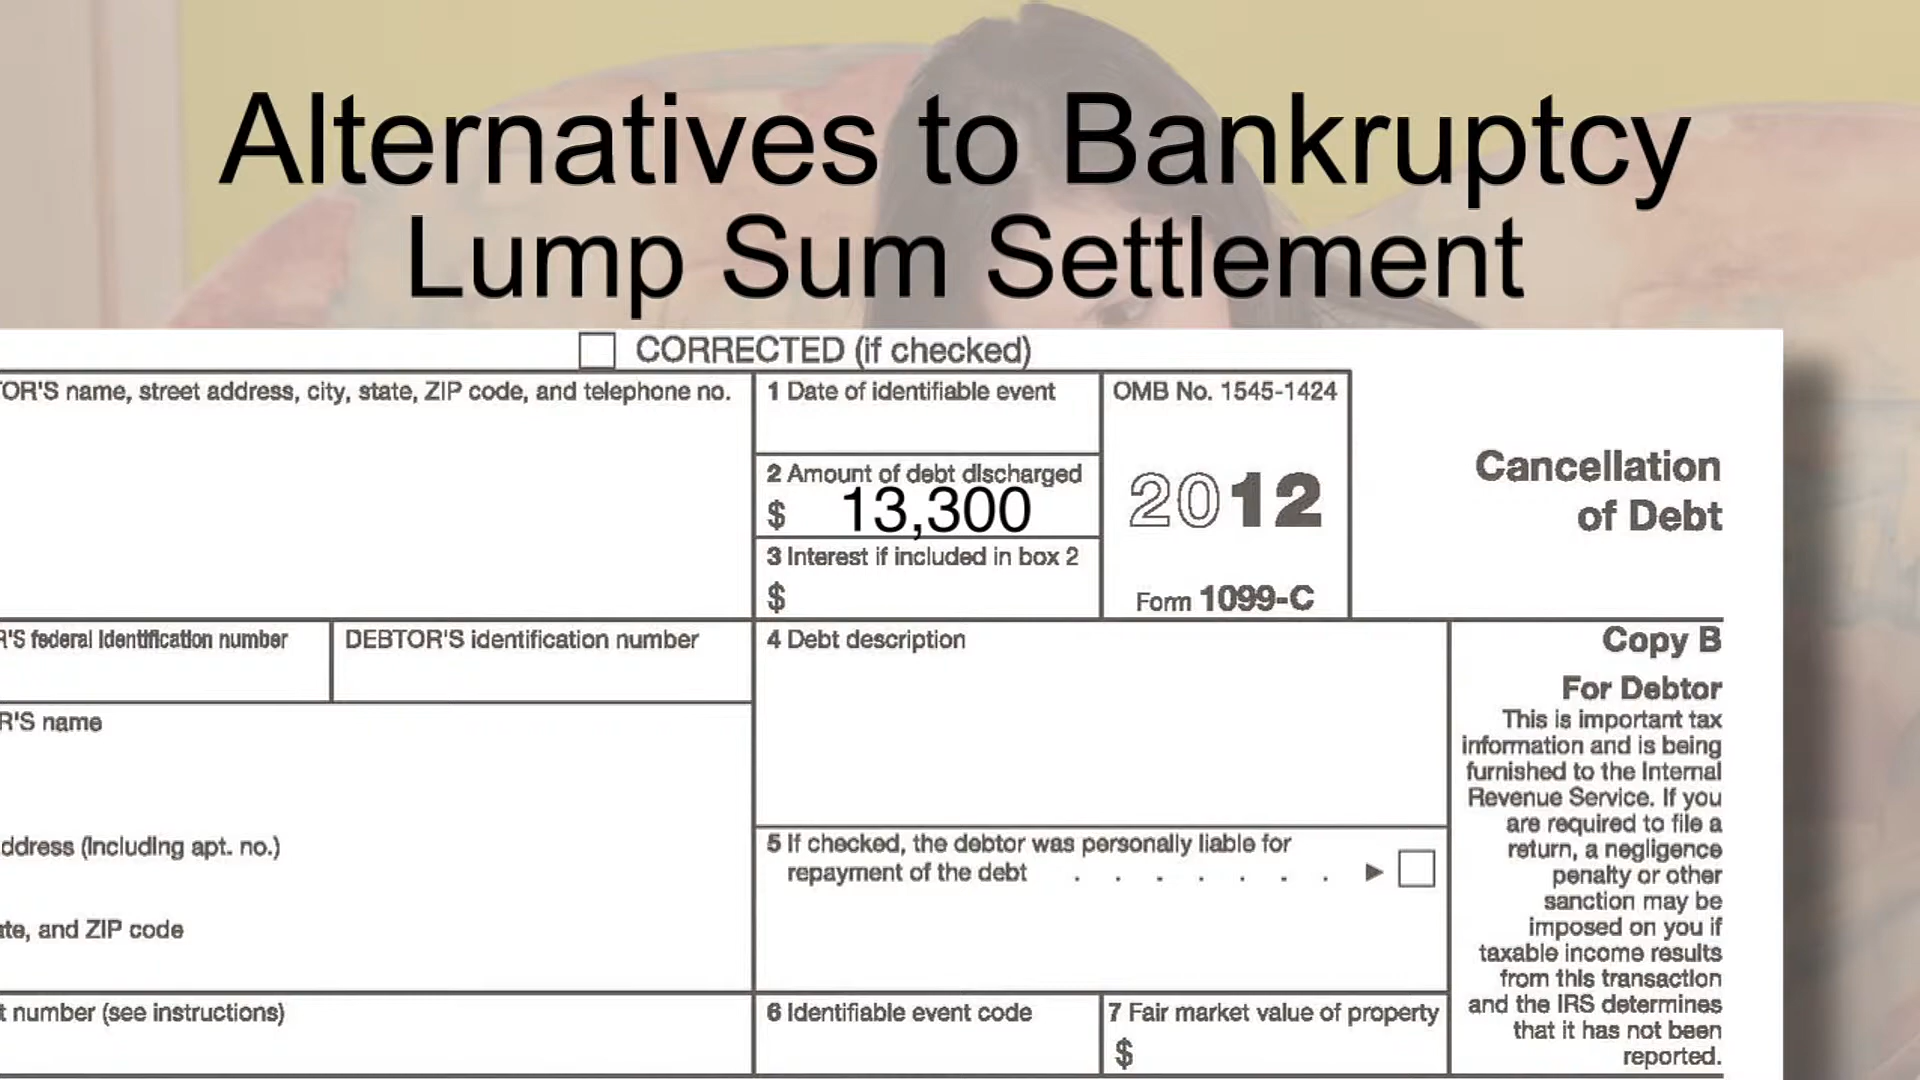 Alternatives to Bankruptcy
Lump Sum Settlement
CORRECTED (if checked)
OR'S name, street address, city, state, ZIP code, and telephone no.
1 Date of identifiable event
OMB No. 1545-1424
2 Amount of debt discharged
$ 13,300
3 Interest if included in box 2
$
2012
Form 1099-C
Cancellation
of Debt
R'S federal identification number
DEBTOR'S identification number
4 Debt description
Copy B
For Debtor
This is important tax
information and is being
furnished to the Internal
Revenue Service. If you
are required to file a
return, a negligence
penalty or other
sanction may be
imposed on you if
taxable income results
from this transaction
and the IRS determines
that it has not been
reported.
R'S name
ddress (including apt. no.)
5 If checked, the debtor was personally liable for
repayment of the debt . . . . . . . ▶
ate, and ZIP code
t number (see instructions)
6 Identifiable event code
7 Fair market value of property
$